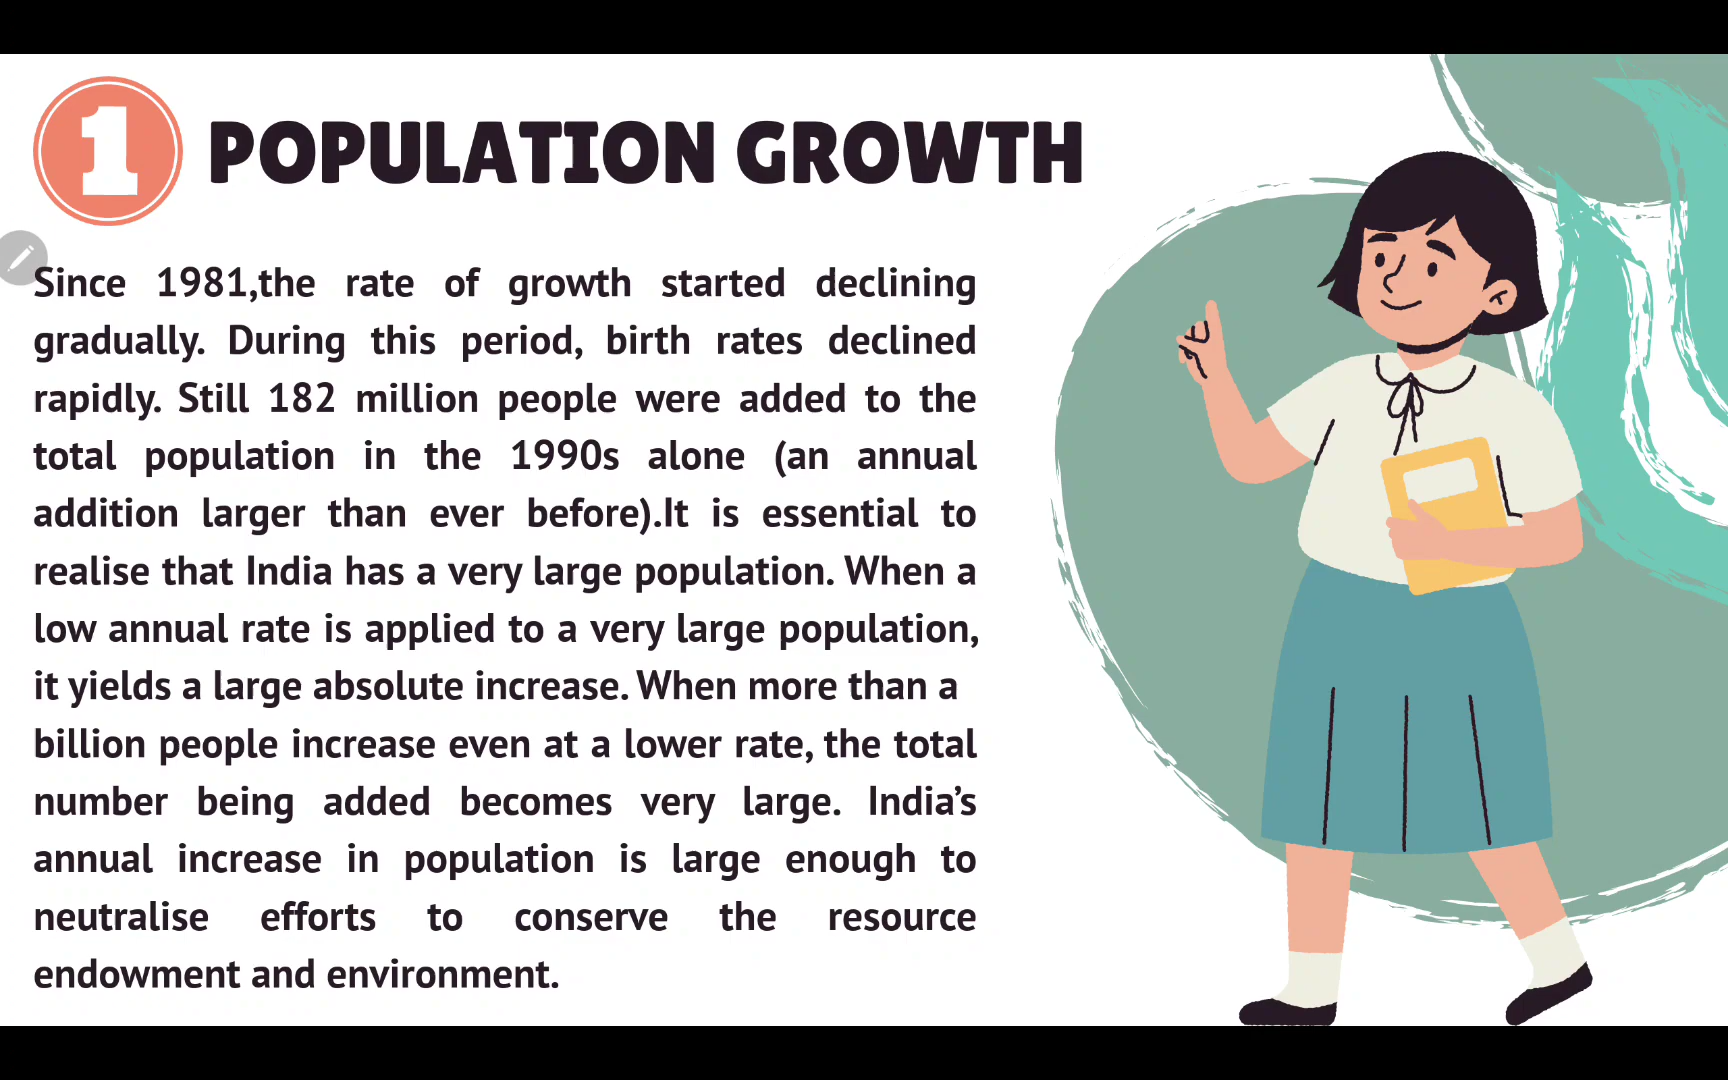 1 POPULATION GROWTH
Since 1981,the rate of growth started declining
gradually. During this period, birth rates declined
rapidly. Still 182 million people were added to the
total population in the 1990s alone (an annual
addition larger than ever before).It is essential to
realise that India has a very large population. When a
low annual rate is applied to a very large population,
it yields a large absolute increase. When more than a
billion people increase even at a lower rate, the total
number being added becomes very large. India’s
annual increase in population is large enough to
neutralise efforts to conserve the resource
endowment and environment.